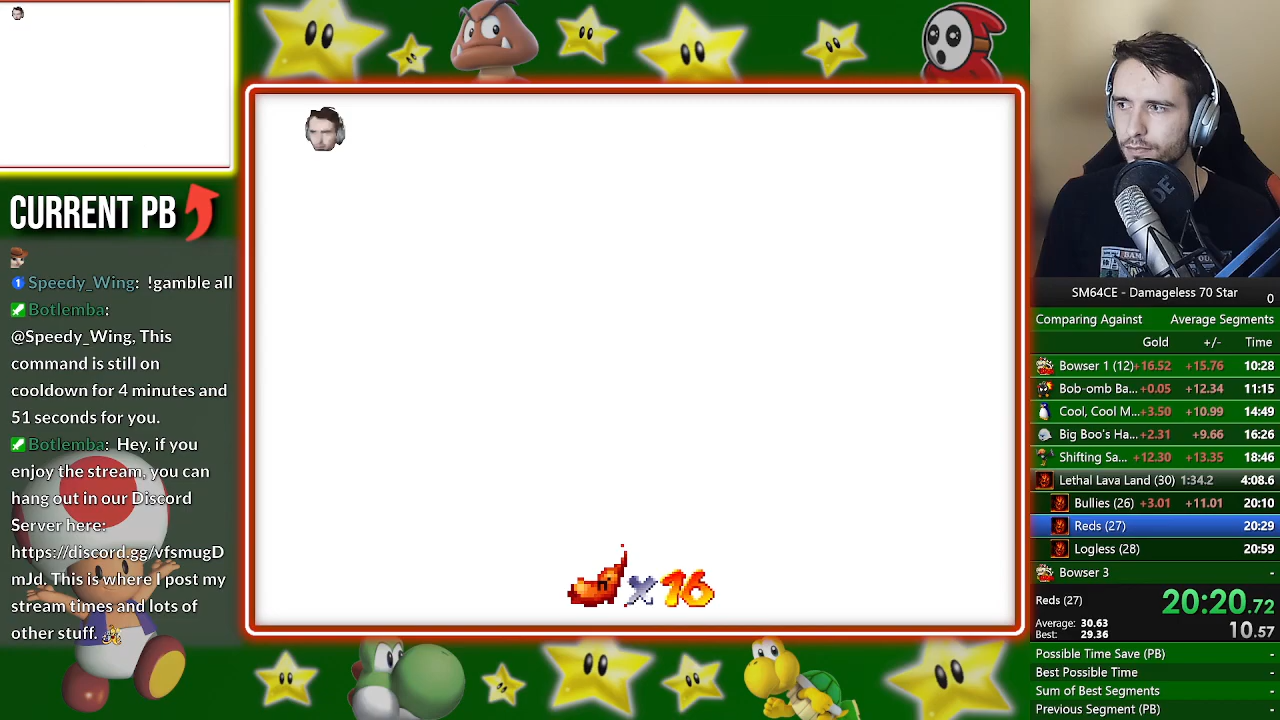 CURRENT PB
Speedy_Wing: !gamble all
Botlemba:
@Speedy_Wing, This
command is still on
cooldown for 4 minutes and
51 seconds for you.
Botlemba: Hey, if you
enjoy the stream, you can
hang out in our Discord
Server here:
https://discord.gg/vfsmugD
mJd. This is where I post my
stream times and lots of
other stuff.
x 16
SM64CE - Damageless 70 Star 0
Comparing Against Average Segments
Gold +/- Time
Bowser 1 (12) +16.52 +15.76 10:28
Bob-omb Ba... +0.05 +12.34 11:15
Cool, Cool M... +3.50 +10.99 14:49
Big Boo's Ha... +2.31 +9.66 16:26
Shifting Sa... +12.30 +13.35 18:46
Lethal Lava Land (30) 1:34.2 4:08.6
Bullies (26) +3.01 +11.01 20:10
Reds (27) 20:29
Logless (28) 20:59
Bowser 3 -
Reds (27) 20:20.72
Average: 30.63
Best: 29.36 10.57
Possible Time Save (PB) -
Best Possible Time -
Sum of Best Segments -
Previous Segment (PB) -